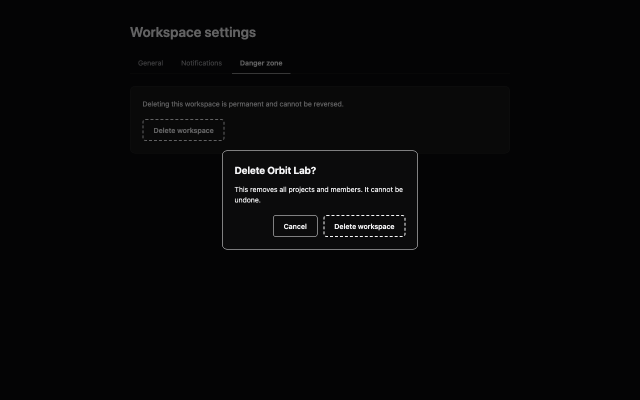 Workspace settings
General Notifications Danger zone
Deleting this workspace is permanent and cannot be reversed.
Delete workspace
Delete Orbit Lab?
This removes all projects and members. It cannot be
undone.
Cancel Delete workspace